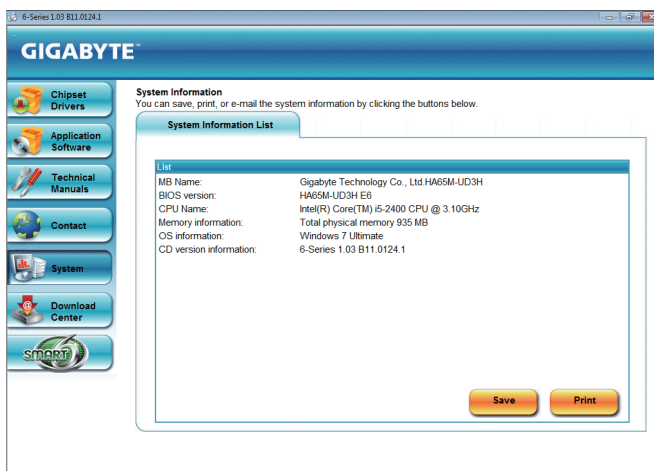 6-Series 1.03 B11.0124.1
GIGABYTE™
Chipset
Drivers
Application
Software
Technical
Manuals
Contact
System
Download
Center
SMART6
System Information
You can save, print, or e-mail the system information by clicking the buttons below.
System Information List
List
MB Name: Gigabyte Technology Co., Ltd.HA65M-UD3H
BIOS version: HA65M-UD3H E6
CPU Name: Intel(R) Core(TM) i5-2400 CPU @ 3.10GHz
Memory information: Total physical memory 935 MB
OS information: Windows 7 Ultimate
CD version information: 6-Series 1.03 B11.0124.1
Save Print